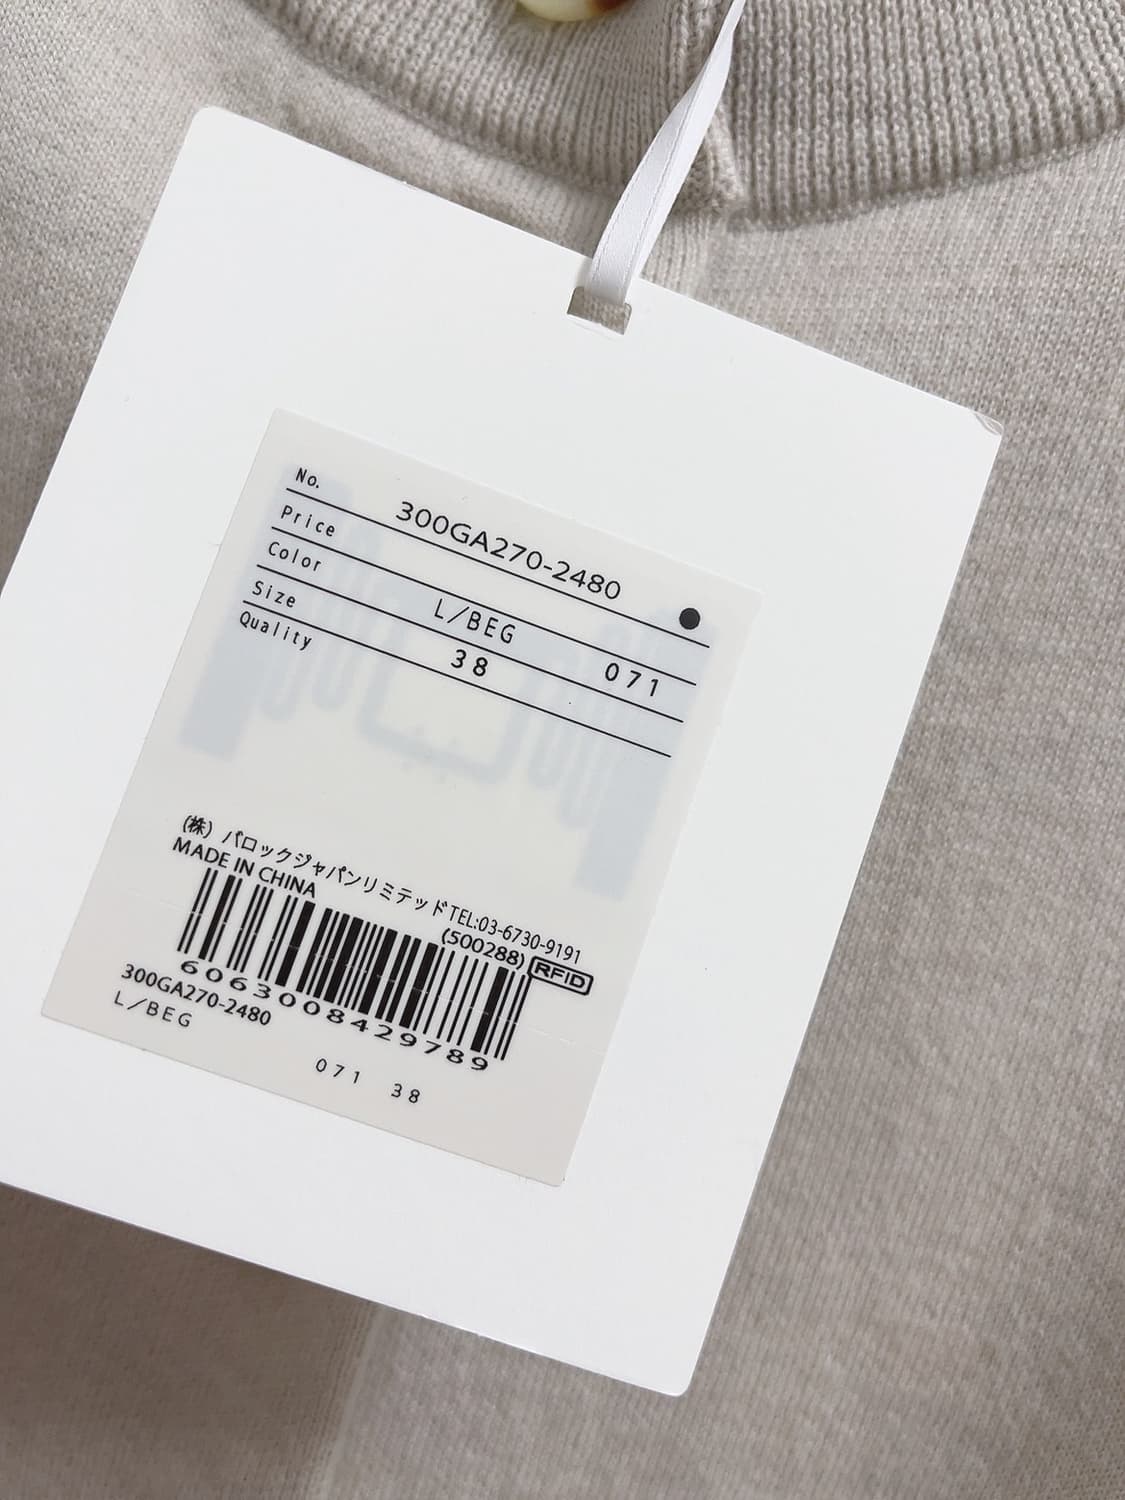 No. 300GA270-2480
Price
Color L/BEG 071
Size 38
Quality
(株) バロックジャパンリミテッド TEL:03-6730-9191
MADE IN CHINA (500288)
RFID
6063008429789
300GA270-2480
L/BEG
071 38